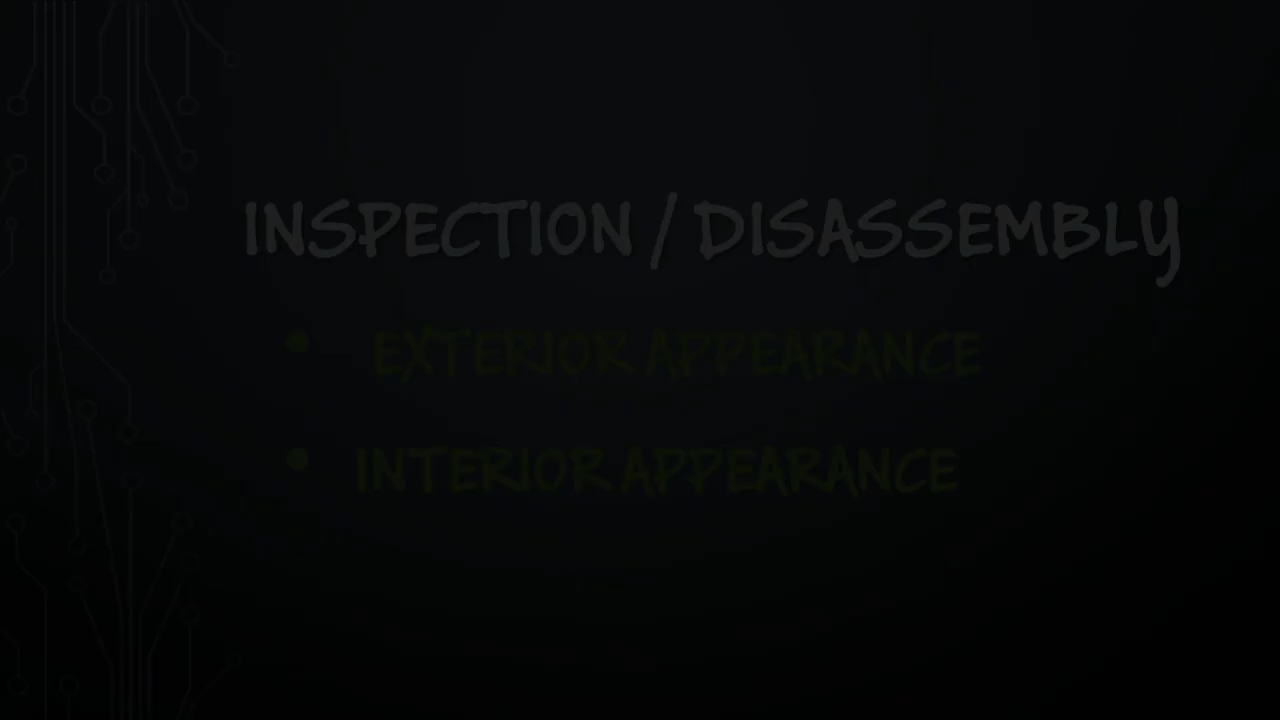 INSPECTION / DISASSEMBLY
• EXTERIOR APPEARANCE
• INTERIOR APPEARANCE